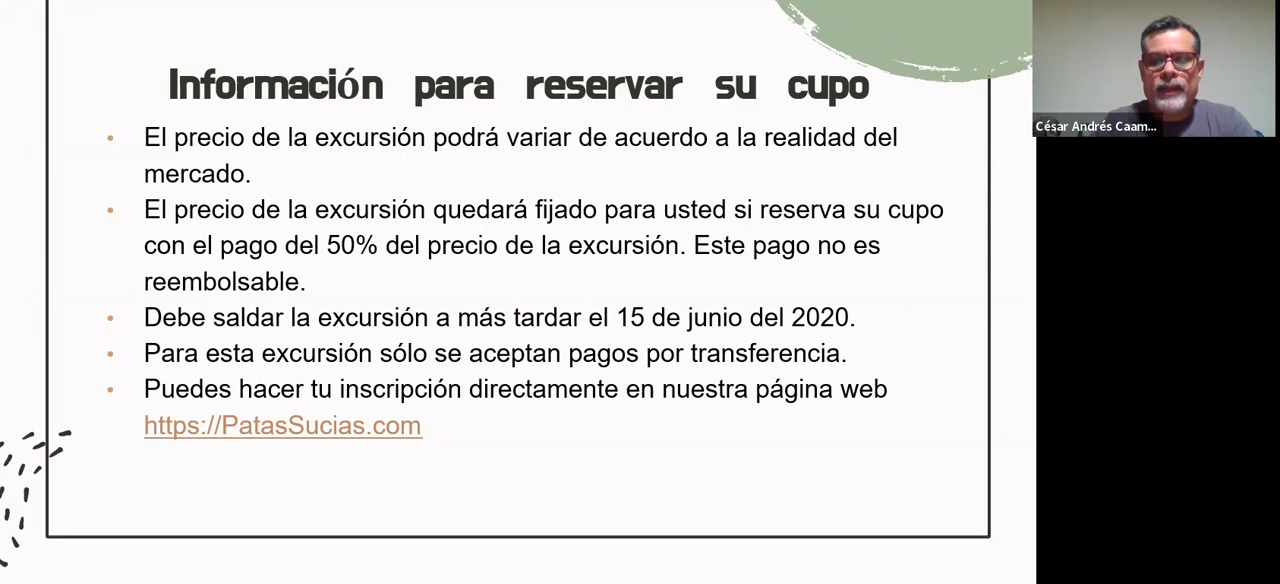 Información para reservar su cupo
• El precio de la excursión podrá variar de acuerdo a la realidad del
mercado.
• El precio de la excursión quedará fijado para usted si reserva su cupo
con el pago del 50% del precio de la excursión. Este pago no es
reembolsable.
• Debe saldar la excursión a más tardar el 15 de junio del 2020.
• Para esta excursión sólo se aceptan pagos por transferencia.
• Puedes hacer tu inscripción directamente en nuestra página web
https://PatasSucias.com
César Andrés Caam...